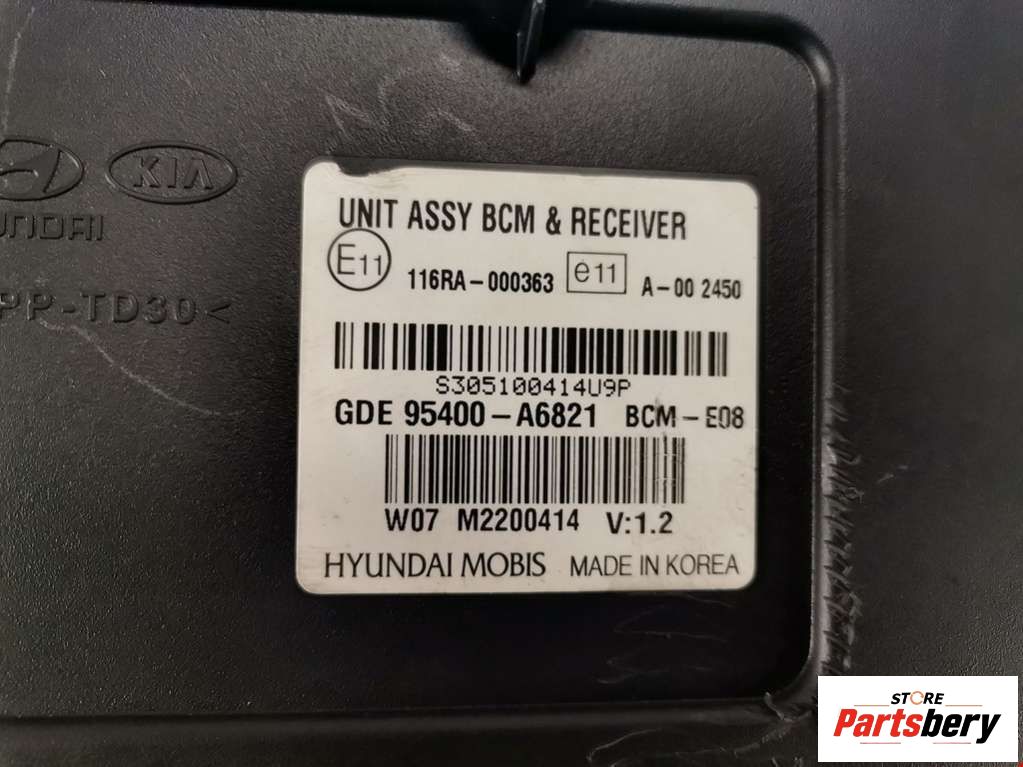 KIA
UNDAI
PP-TD30<
UNIT ASSY BCM & RECEIVER
E11 116RA-000363 e11 A-00 2450
S305100414U9P
GDE 95400-A6821 BCM-E08
W07 M2200414 V:1.2
HYUNDAI MOBIS MADE IN KOREA
STORE
Partsbery